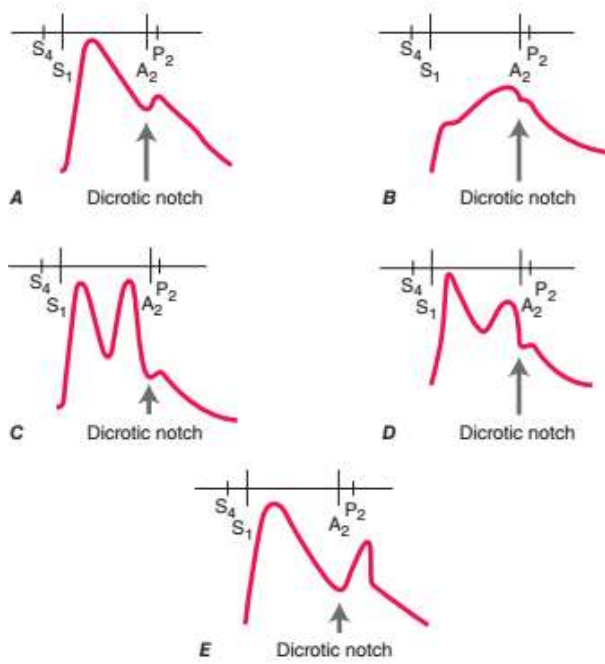 S4 S1 A2 P2
A Dicrotic notch
S4 S1 A2 P2
B Dicrotic notch
S4 S1 A2 P2
C Dicrotic notch
S4 S1 A2 P2
D Dicrotic notch
S4 S1 A2 P2
E Dicrotic notch